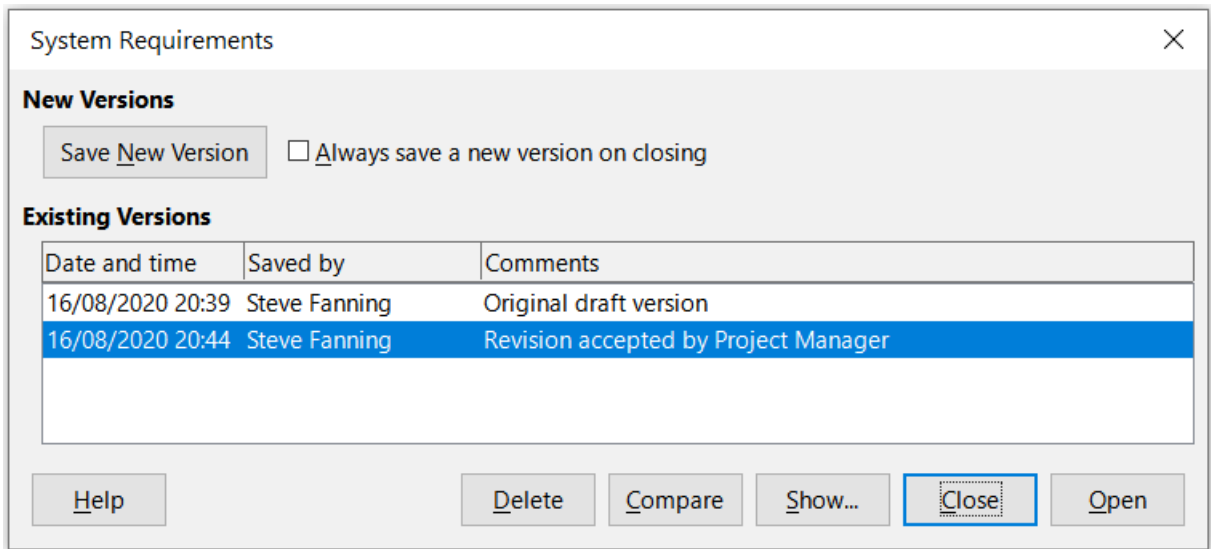 System Requirements
New Versions
Save New Version Always save a new version on closing
Existing Versions
Date and time Saved by Comments
16/08/2020 20:39 Steve Fanning Original draft version
16/08/2020 20:44 Steve Fanning Revision accepted by Project Manager
Help Delete Compare Show... Close Open